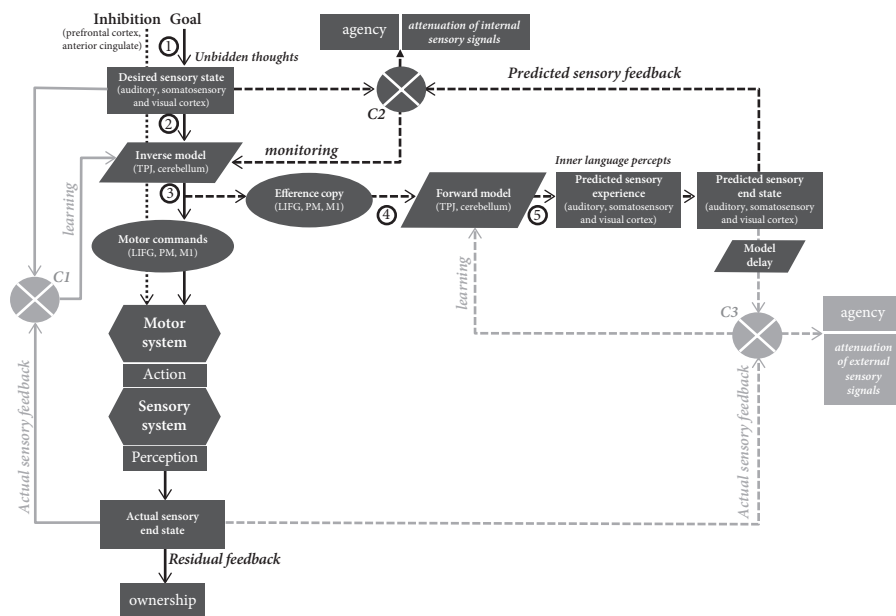 Inhibition Goal
(prefrontal cortex,
anterior cingulate)
1
Unbidden thoughts
agency
attenuation of internal
sensory signals
Desired sensory state
(auditory, somatosensory
and visual cortex)
C2
Predicted sensory feedback
2
Inverse model
(TPJ, cerebellum)
monitoring
learning
3
Efference copy
(LIFG, PM, M1)
4
Forward model
(TPJ, cerebellum)
5
Inner language percepts
Predicted sensory
experience
(auditory, somatosensory
and visual cortex)
Predicted sensory
end state
(auditory, somatosensory
and visual cortex)
Motor commands
(LIFG, PM, M1)
Model
delay
C1
learning
C3
Motor
system
Action
Sensory
system
Perception
agency
attenuation
of external
sensory
signals
Actual sensory feedback
Actual sensory feedback
Actual sensory
end state
Residual feedback
ownership